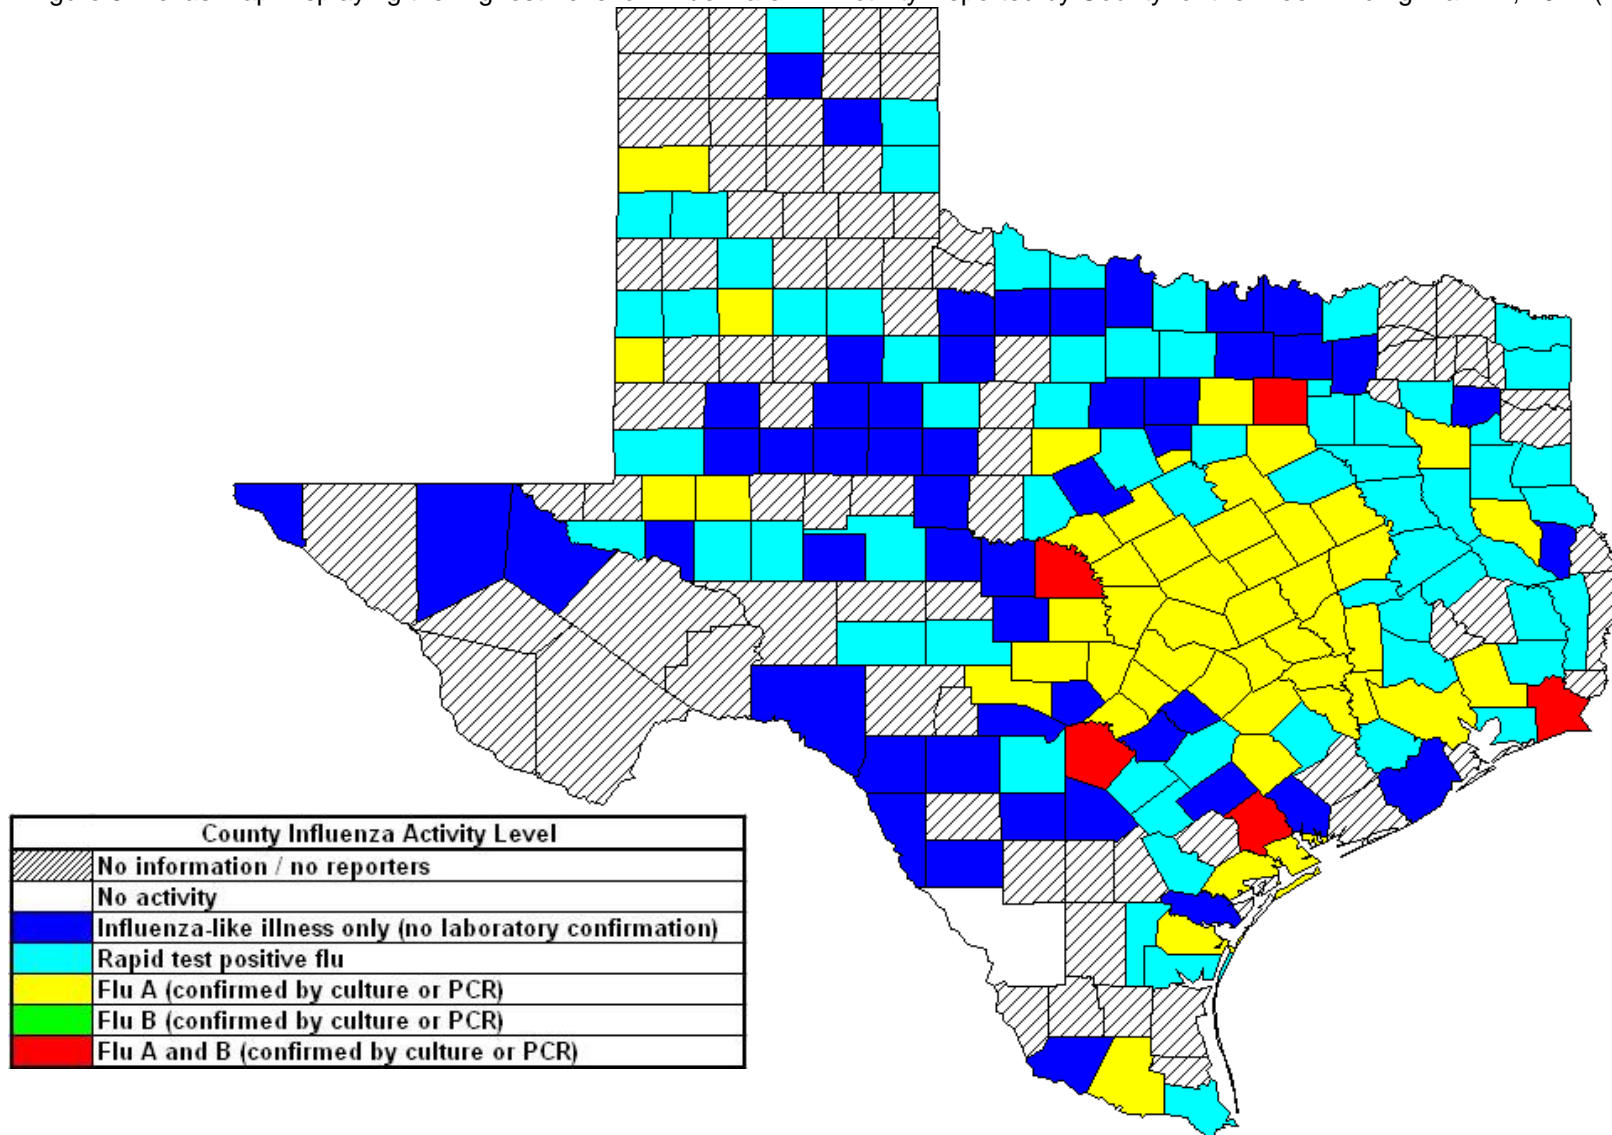 County Influenza Activity Level
No information / no reporters
No activity
Influenza-like illness only (no laboratory confirmation)
Rapid test positive flu
Flu A (confirmed by culture or PCR)
Flu B (confirmed by culture or PCR)
Flu A and B (confirmed by culture or PCR)